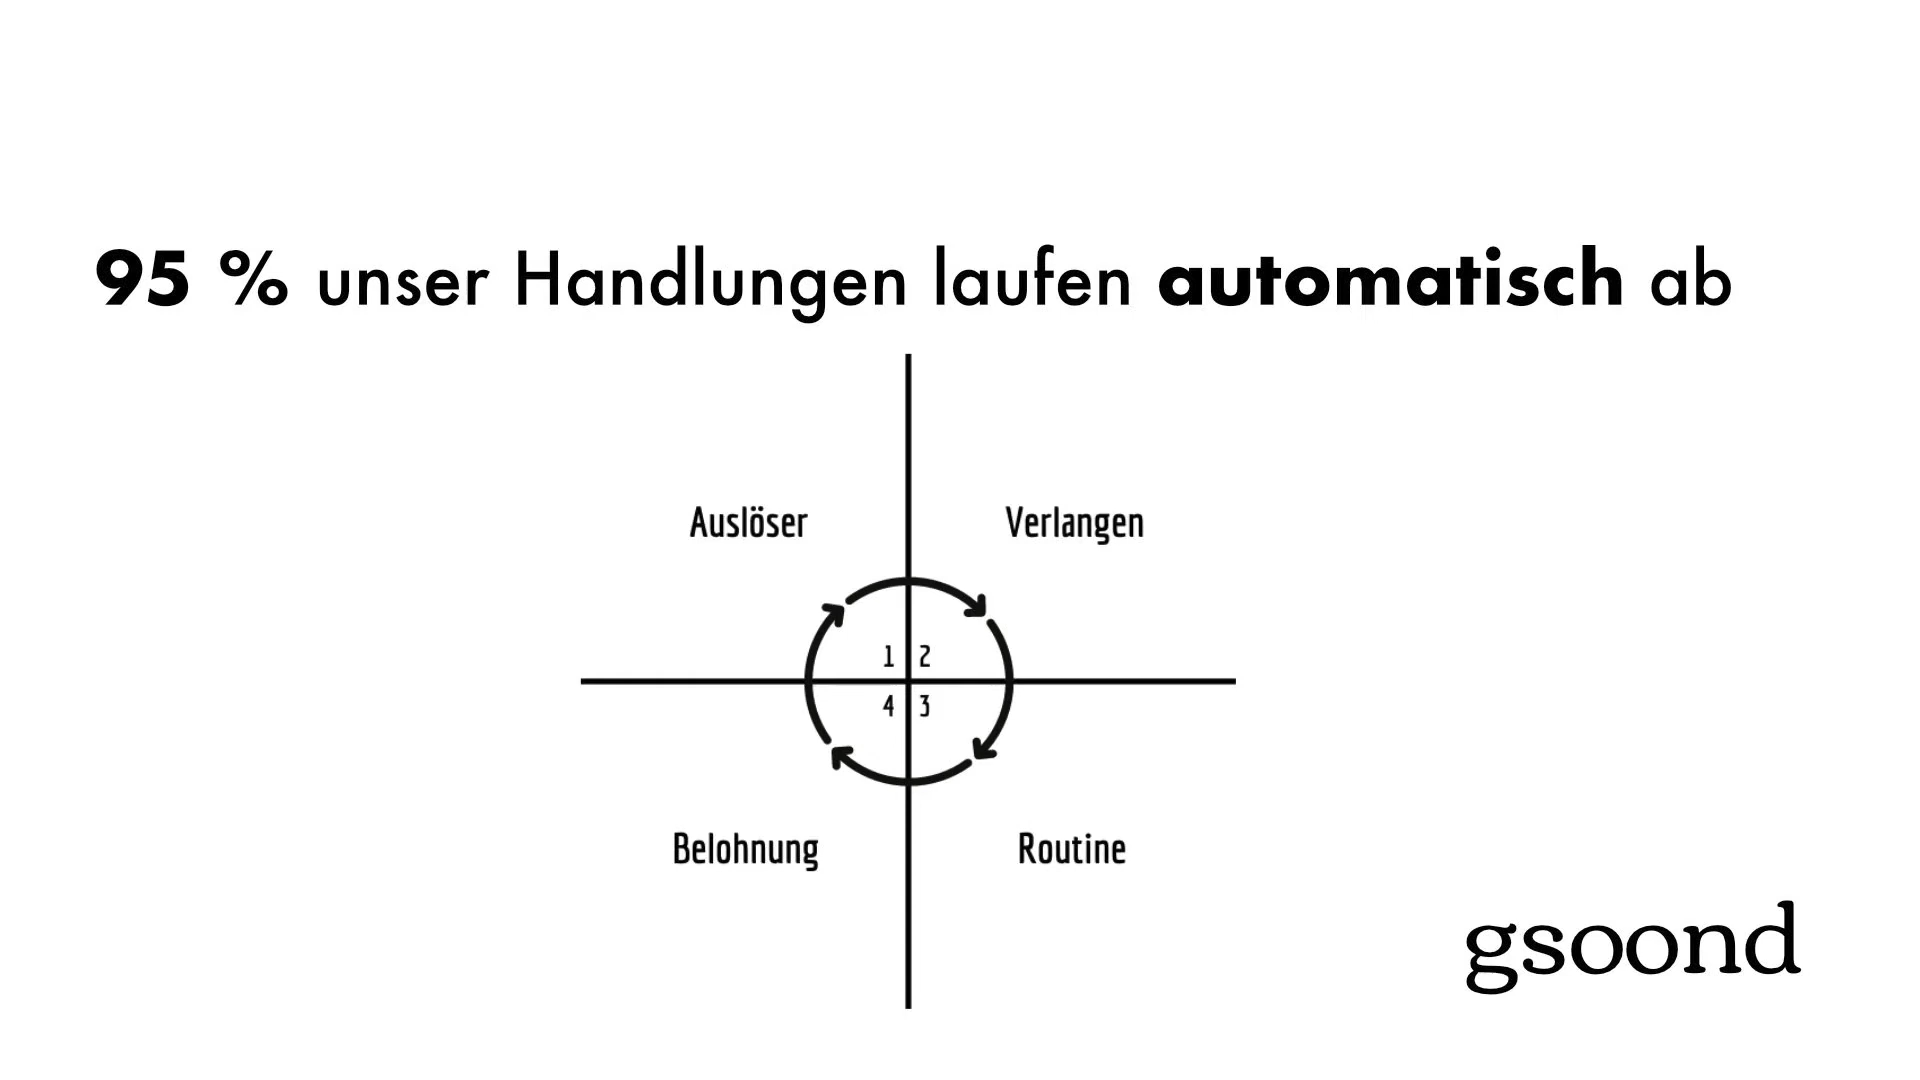 95 % unser Handlungen laufen automatisch ab
Auslöser
Verlangen
1 2
4 3
Belohnung
Routine
gsoond